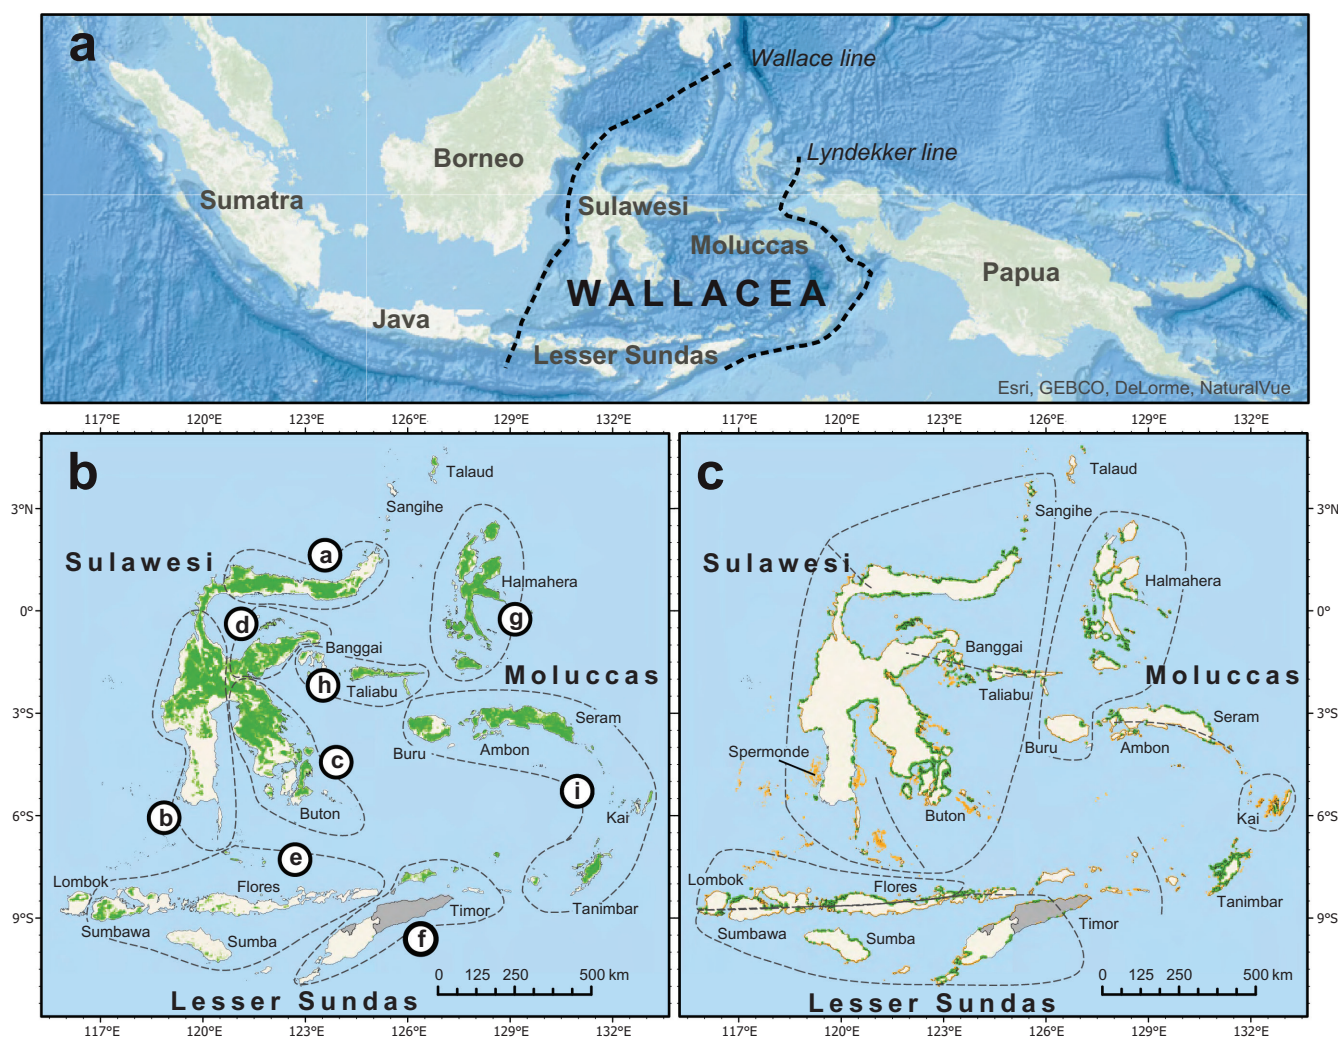 a
Wallace line
Lyndekker line
Borneo
Sumatra
Sulawesi
Moluccas
Papua
WALLACEA
Java
Lesser Sundas
Esri, GEBCO, DeLorme, NaturalVue
117°E 120°E 123°E 126°E 129°E 132°E
117°E 120°E 123°E 126°E 129°E 132°E
b
Talaud
Sangihe
3°N
Sulawesi
a
Halmahera
0°
d
g
Banggai
h
Taliabu
Moluccas
3°S
Seram
Buru
Ambon
c
i
Buton
Kai
6°S
b
e
Lombok
Flores
Timor
Tanimbar
9°S
Sumbawa
Sumba
f
0 125 250 500 km
Lesser Sundas
117°E 120°E 123°E 126°E 129°E 132°E
c
Talaud
Sangihe
3°N
Sulawesi
Halmahera
0°
Banggai
Moluccas
Taliabu
3°S
Seram
Buru
Ambon
Spermonde
Buton
Kai
6°S
Lombok
Flores
Tanimbar
Timor
9°S
Sumbawa
Sumba
0 125 250 500 km
Lesser Sundas
117°E 120°E 123°E 126°E 129°E 132°E